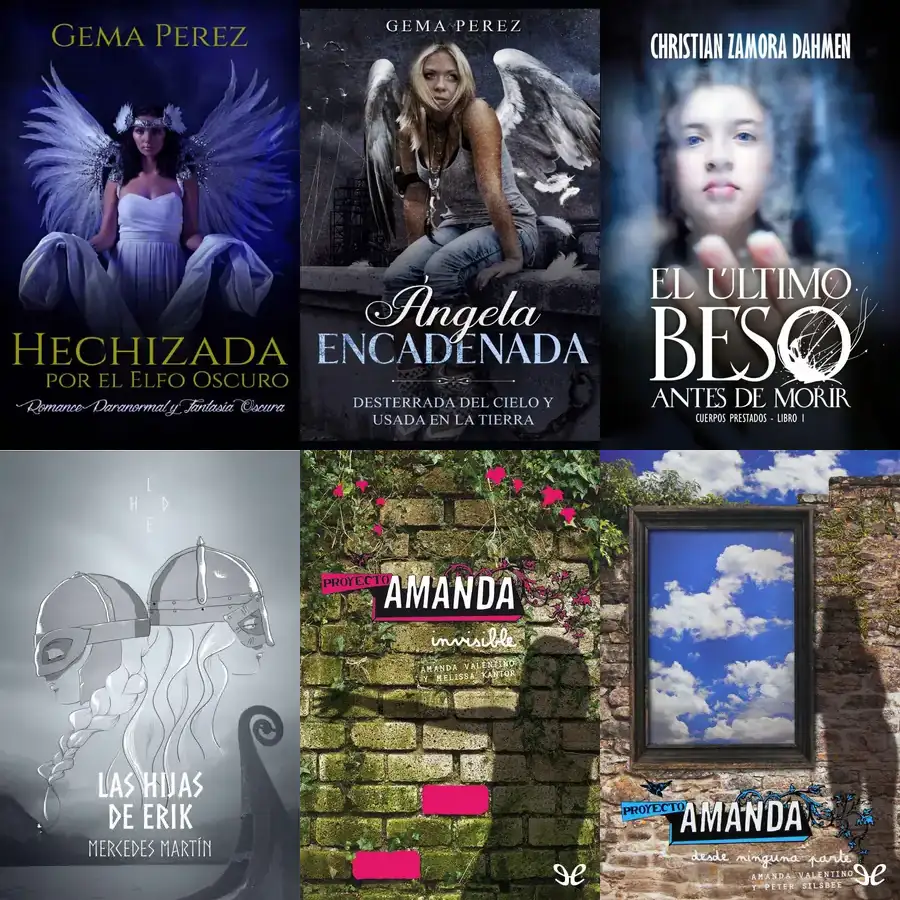 GEMA PEREZ
HECHIZADA
POR EL ELFO OSCURO
Romance Paranormal y Fantasía Oscura
GEMA PEREZ
Ángela
ENCADENADA
DESTERRADA DEL CIELO Y
USADA EN LA TIERRA
CHRISTIAN ZAMORA DAHMEN
EL ÚLTIMO
BESO
ANTES DE MORIR
CUERPOS PRESTADOS - LIBRO 1
L
H D
E
LAS HIJAS
DE ERIK
MERCEDES MARTÍN
PROYECTO
AMANDA
invisible
AMANDA VALENTINO
Y MELISSA KANTOR
PROYECTO
AMANDA
desde ninguna parte
AMANDA VALENTINO
Y PETER SILSBEE